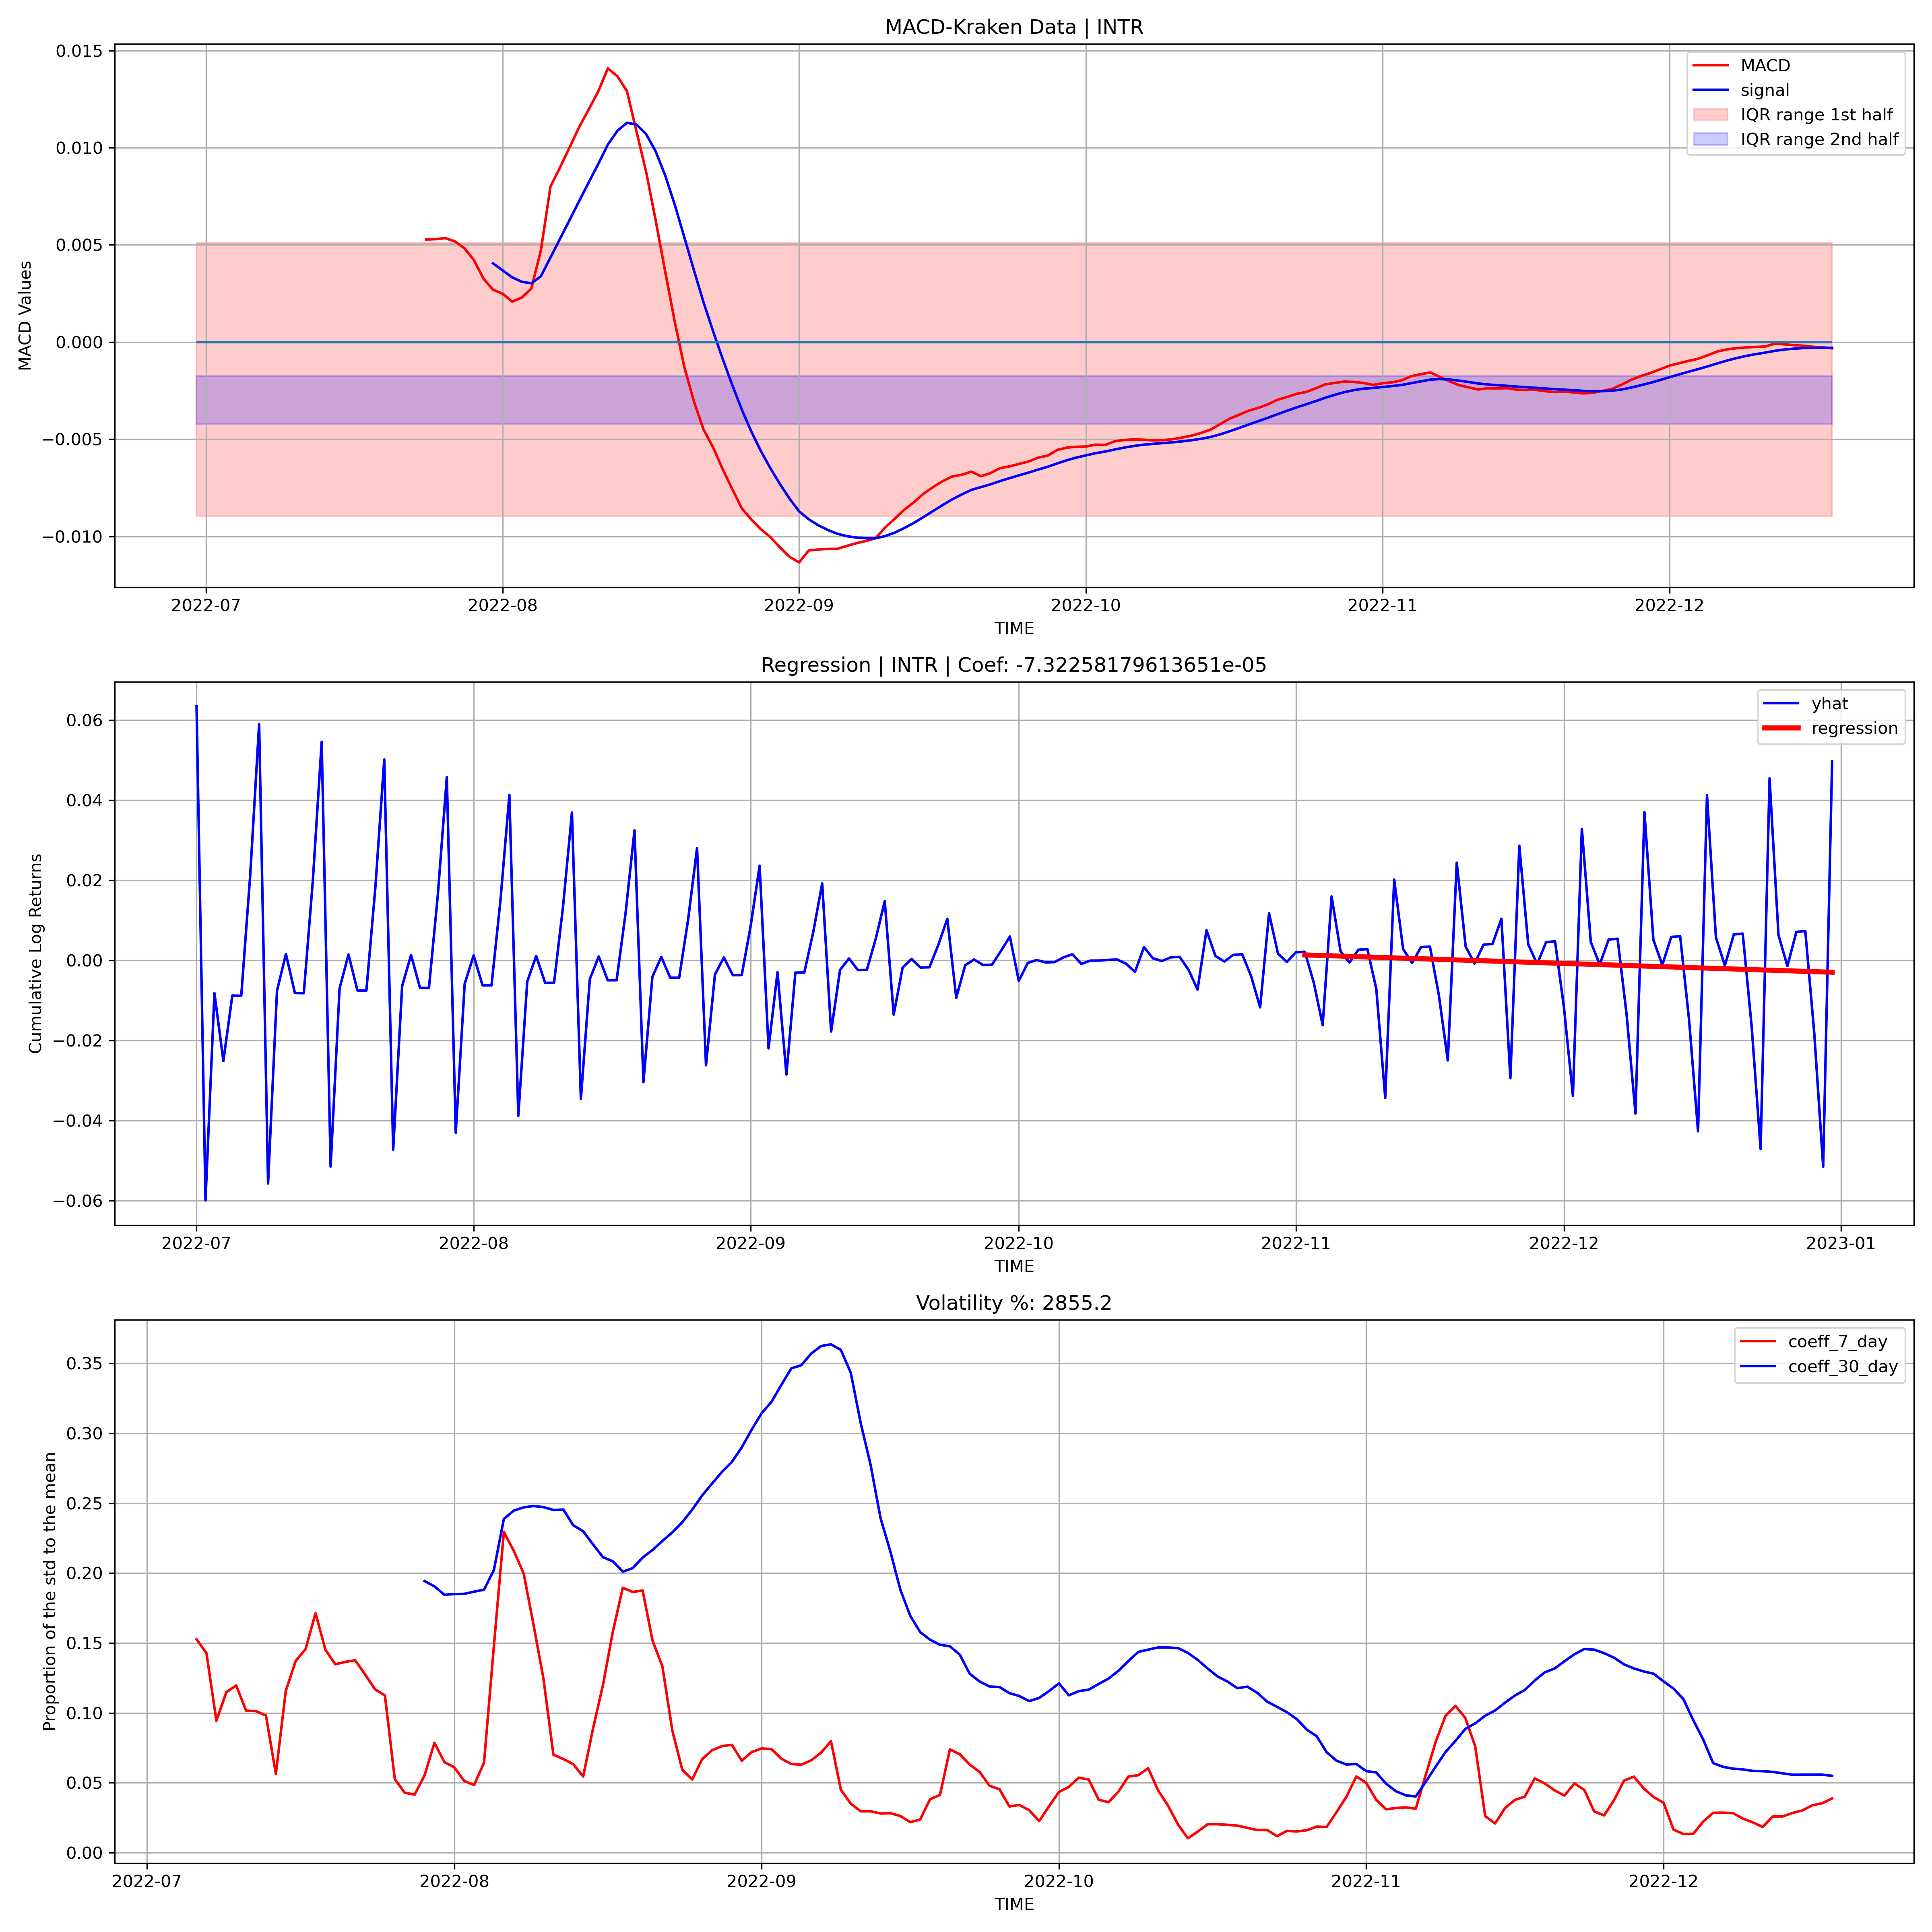 MACD-Kraken Data | INTR
0.015
0.010
0.005
0.000
−0.005
−0.010
MACD Values
MACD
signal
IQR range 1st half
IQR range 2nd half
2022-07 2022-08 2022-09 2022-10 2022-11 2022-12
TIME
Regression | INTR | Coef: -7.32258179613651e-05
0.06
0.04
0.02
0.00
−0.02
−0.04
−0.06
Cumulative Log Returns
yhat
regression
2022-07 2022-08 2022-09 2022-10 2022-11 2022-12 2023-01
TIME
Volatility %: 2855.2
0.35
0.30
0.25
0.20
0.15
0.10
0.05
0.00
Proportion of the std to the mean
coeff_7_day
coeff_30_day
2022-07 2022-08 2022-09 2022-10 2022-11 2022-12
TIME